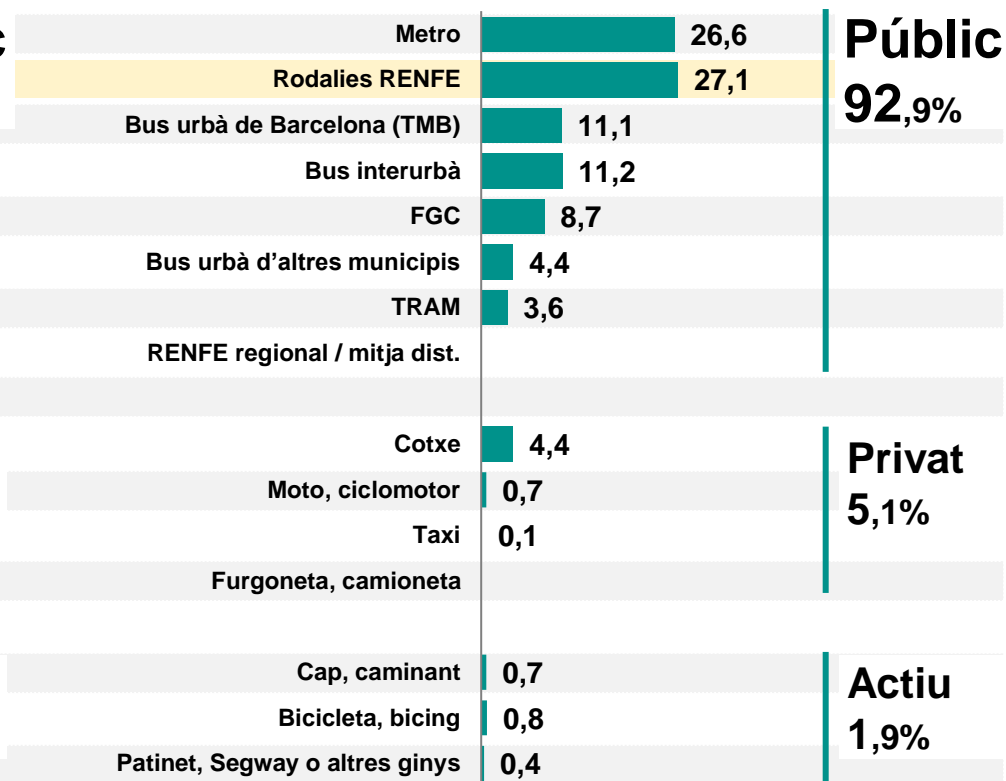 c
Metro 26,6
Rodalies RENFE 27,1
Bus urbà de Barcelona (TMB) 11,1
Bus interurbà 11,2
FGC 8,7
Bus urbà d’altres municipis 4,4
TRAM 3,6
RENFE regional / mitja dist.
Públic
92,9%
Cotxe 4,4
Moto, ciclomotor 0,7
Taxi 0,1
Furgoneta, camioneta
Privat
5,1%
Cap, caminant 0,7
Bicicleta, bicing 0,8
Patinet, Segway o altres ginys 0,4
Actiu
1,9%